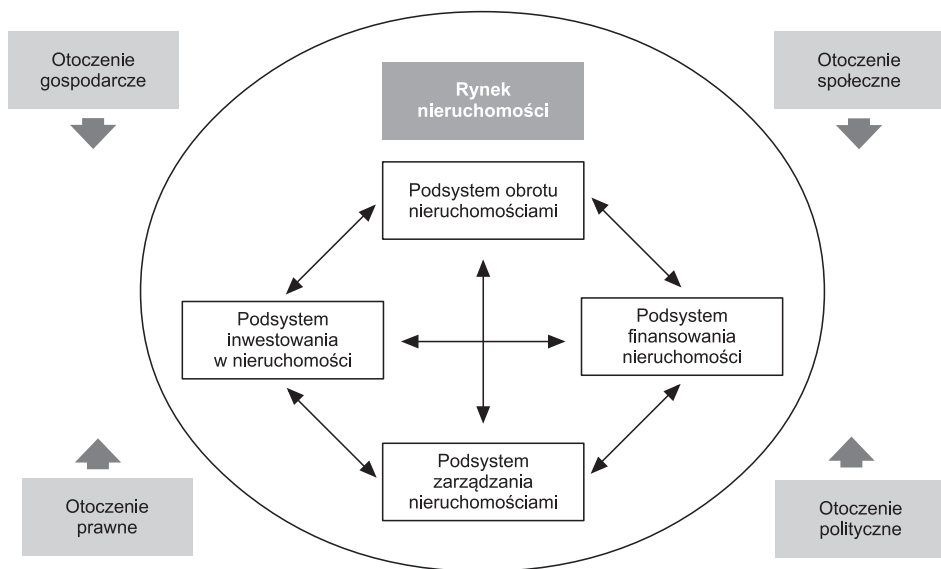 Otoczenie
gospodarcze
Otoczenie
społeczne
Rynek
nieruchomości
Podsystem obrotu
nieruchomościami
Podsystem
inwestowania
w nieruchomości
Podsystem
finansowania
nieruchomości
Podsystem
zarządzania
nieruchomościami
Otoczenie
prawne
Otoczenie
polityczne